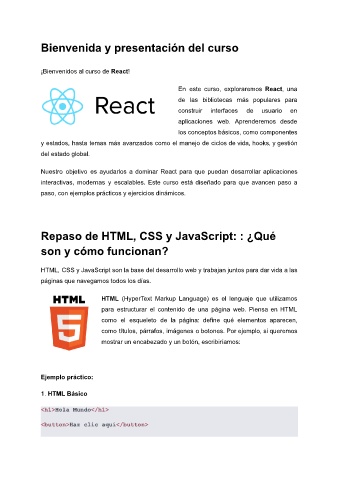 Bienvenida y presentación del curso
¡Bienvenidos al curso de React!
React
En este curso, exploraremos React, una
de las bibliotecas más populares para
construir interfaces de usuario en
aplicaciones web. Aprenderemos desde
los conceptos básicos, como componentes
y estados, hasta temas más avanzados como el manejo de ciclos de vida, hooks, y gestión
del estado global.
Nuestro objetivo es ayudarlos a dominar React para que puedan desarrollar aplicaciones
interactivas, modernas y escalables. Este curso está diseñado para que avancen paso a
paso, con ejemplos prácticos y ejercicios dinámicos.
Repaso de HTML, CSS y JavaScript: : ¿Qué
son y cómo funcionan?
HTML, CSS y JavaScript son la base del desarrollo web y trabajan juntos para dar vida a las
páginas que navegamos todos los días.
HTML
5
HTML (HyperText Markup Language) es el lenguaje que utilizamos
para estructurar el contenido de una página web. Piensa en HTML
como el esqueleto de la página: define qué elementos aparecen,
como títulos, párrafos, imágenes o botones. Por ejemplo, si queremos
mostrar un encabezado y un botón, escribiríamos:
Ejemplo práctico:
1. HTML Básico
<h1>Hola Mundo</h1>
<button>Haz clic aquí</button>